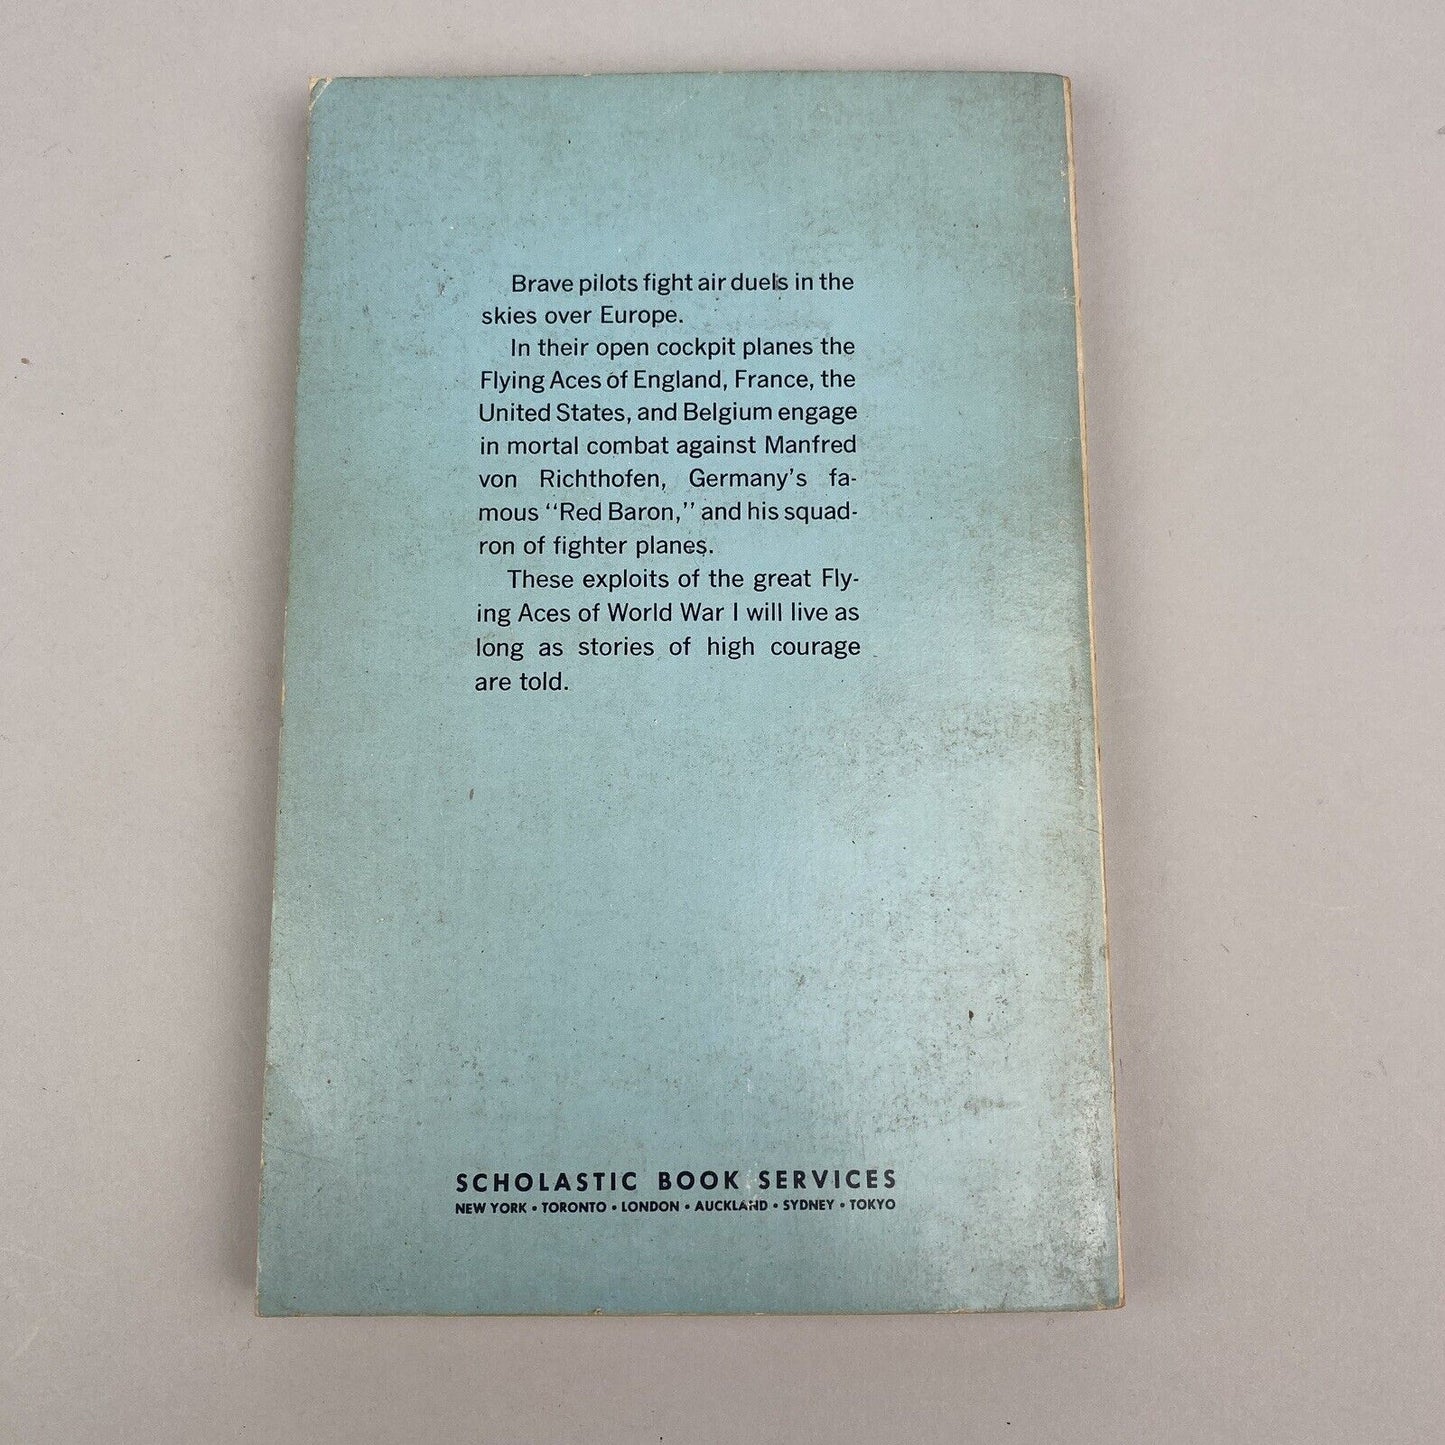 Brave pilots fight air duels in the
skies over Europe.
In their open cockpit planes the
Flying Aces of England, France, the
United States, and Belgium engage
in mortal combat against Manfred
von Richthofen, Germany's fa-
mous "Red Baron," and his squad-
ron of fighter planes.
These exploits of the great Fly-
ing Aces of World War I will live as
long as stories of high courage
are told.
SCHOLASTIC BOOK SERVICES
NEW YORK • TORONTO • LONDON • AUCKLAND • SYDNEY • TOKYO